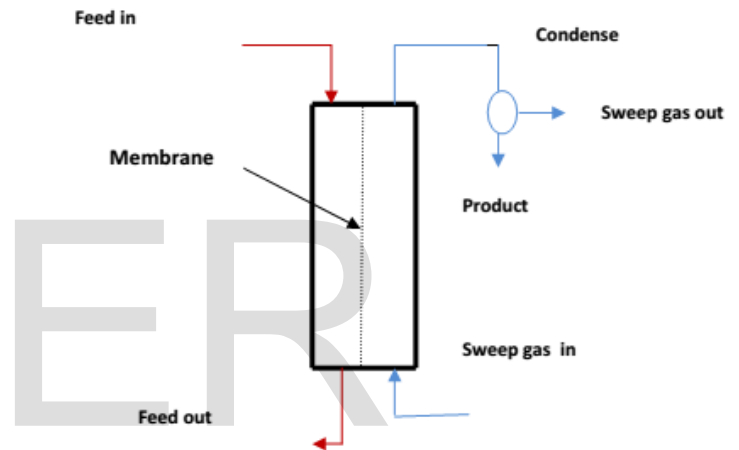 Feed in
Condense
Sweep gas out
Membrane
Product
Sweep gas  in
Feed out
ER